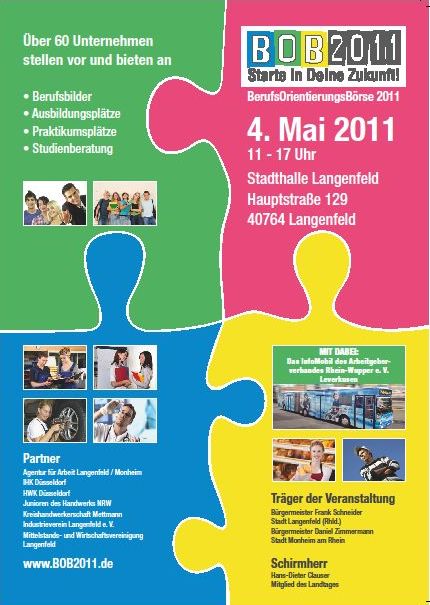 Über 60 Unternehmen
stellen vor und bieten an
• Berufsbilder
• Ausbildungsplätze
• Praktikumsplätze
• Studienberatung
BOB2011
Starte in Deine Zukunft!
BerufsOrientierungsBörse 2011
4. Mai 2011
11 - 17 Uhr
Stadthalle Langenfeld
Hauptstraße 129
40764 Langenfeld
Partner
Agentur für Arbeit Langenfeld / Monheim
IHK Düsseldorf
HWK Düsseldorf
Junioren des Handwerks NRW
Kreishandwerkerschaft Mettmann
Industrieverein Langenfeld e. V.
Mittelstands- und Wirtschaftsvereinigung
Langenfeld
www.BOB2011.de
MIT DABEI:
Das InfoMobil des Arbeitgeber-
verbandes Rhein-Wupper e. V.
Leverkusen
Träger der Veranstaltung
Bürgermeister Frank Schneider
Stadt Langenfeld (Rhld.)
Bürgermeister Daniel Zimmermann
Stadt Monheim am Rhein
Schirmherr
Hans-Dieter Clauser
Mitglied des Landtages